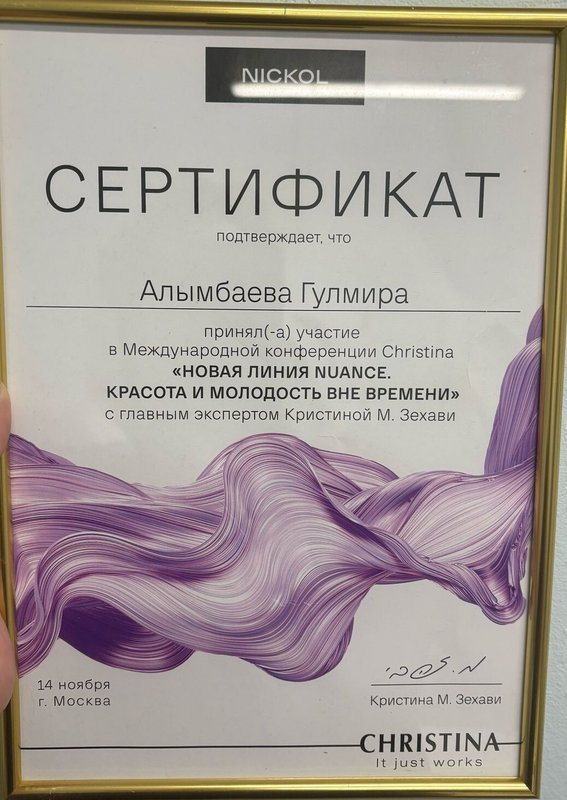 NICKOL
СЕРТИФИКАТ
подтверждает, что
Алымбаева Гулмира
принял(-а) участие
в Международной конференции Christina
«НОВАЯ ЛИНИЯ NUANCE.
КРАСОТА И МОЛОДОСТЬ ВНЕ ВРЕМЕНИ»
с главным экспертом Кристиной М. Зехави
14 ноября
г. Москва
Кристина М. Зехави
CHRISTINA
It just works